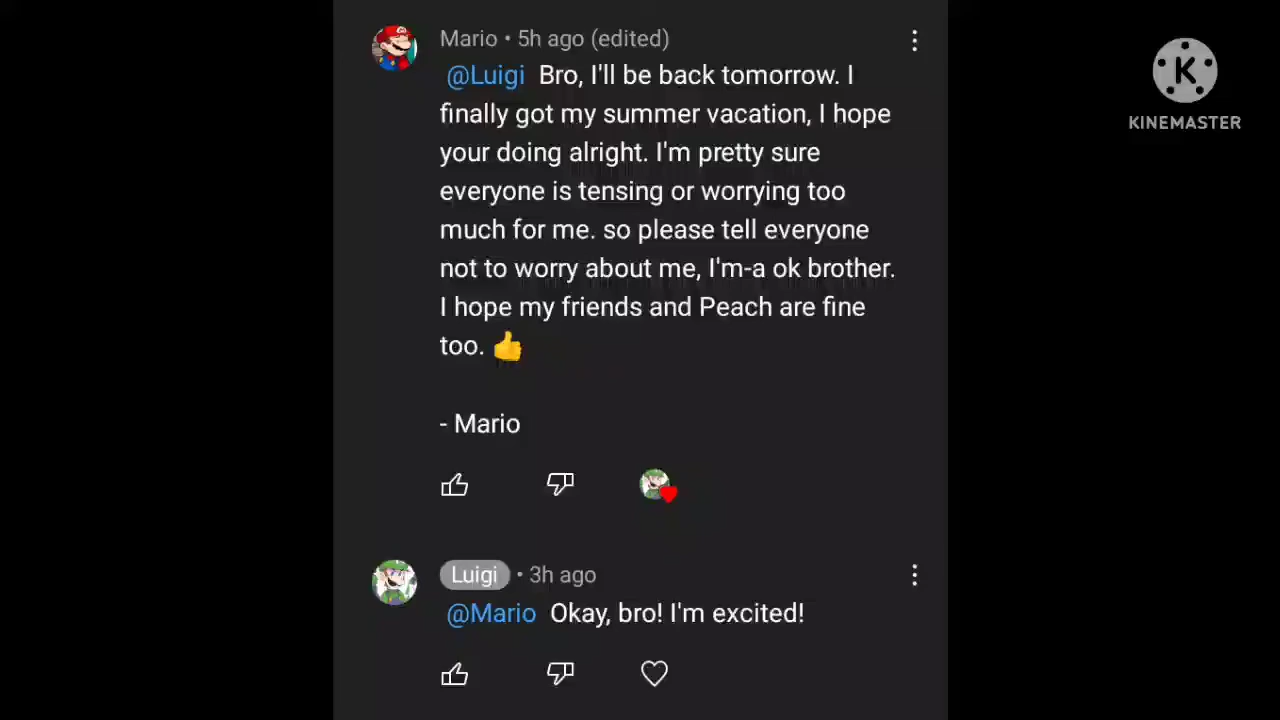 Mario • 5h ago (edited)
@Luigi Bro, I'll be back tomorrow. I
finally got my summer vacation, I hope
your doing alright. I'm pretty sure
everyone is tensing or worrying too
much for me. so please tell everyone
not to worry about me, I'm-a ok brother.
I hope my friends and Peach are fine
too. 👍
- Mario
Luigi • 3h ago
@Mario Okay, bro! I'm excited!
K
KINEMASTER